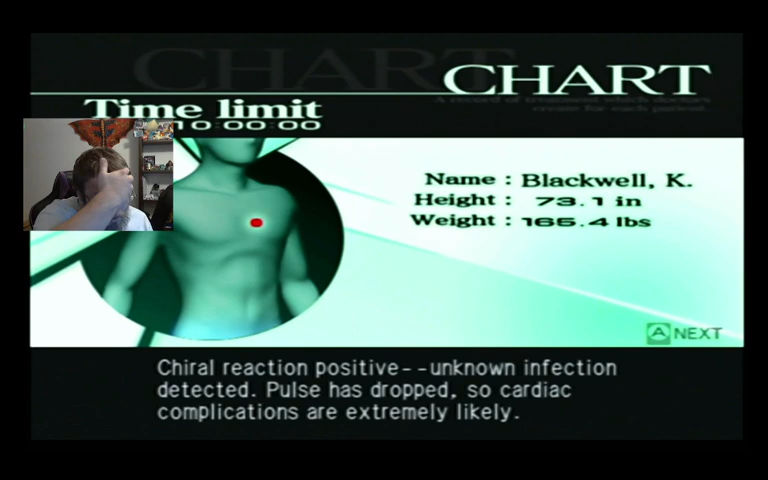 CHART
CHART
A record of treatment which doctors
create for each patient.
Time limit
10:00:00
Name : Blackwell, K.
Height : 73.1 in
Weight : 165.4 lbs
A NEXT
Chiral reaction positive--unknown infection
detected. Pulse has dropped, so cardiac
complications are extremely likely.